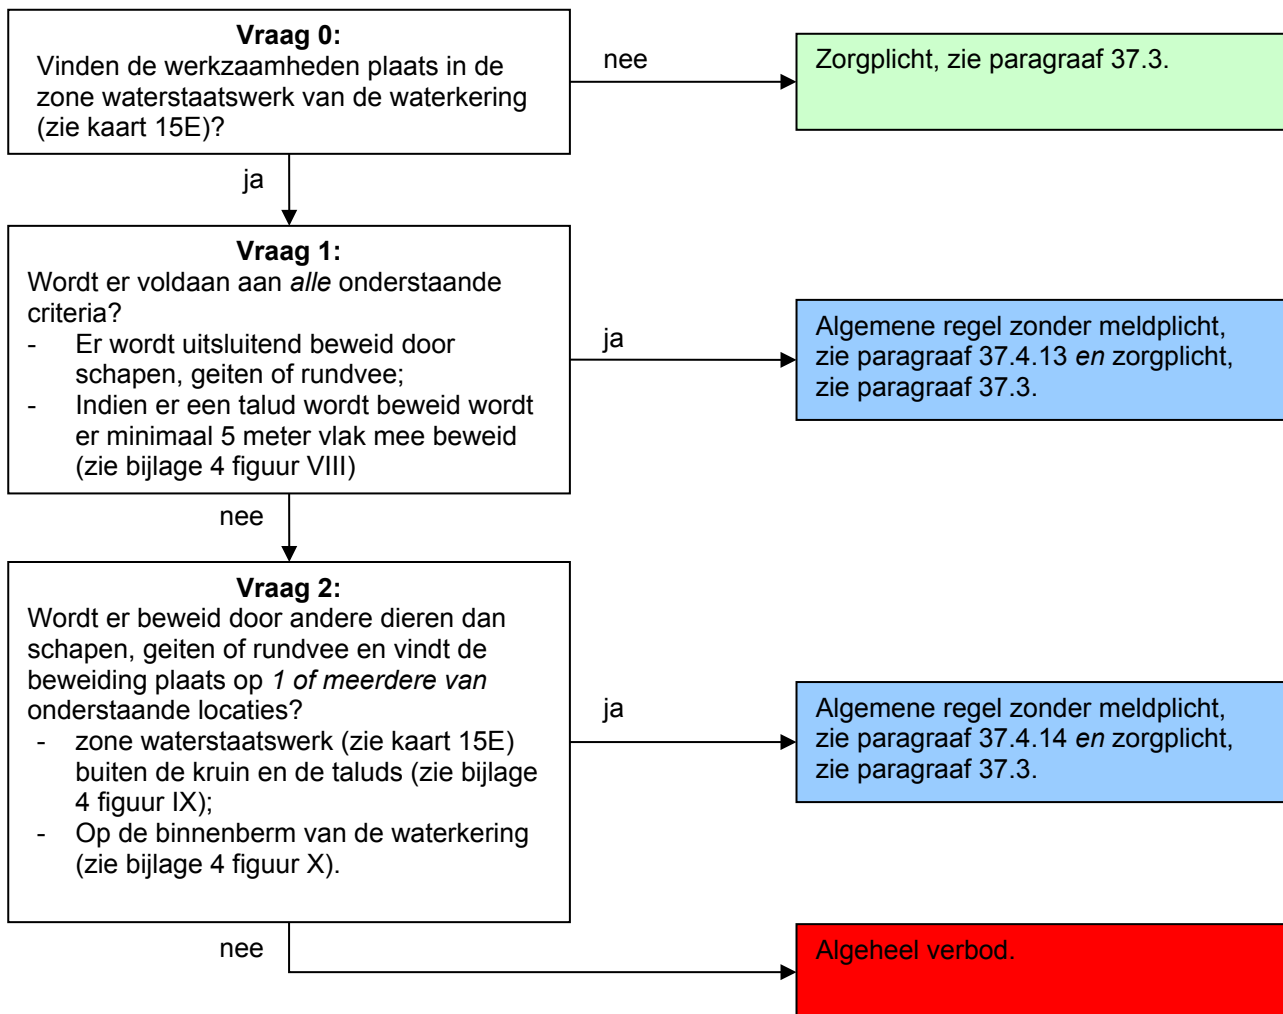 Vraag 0:
Vinden de werkzaamheden plaats in de
zone waterstaatswerk van de waterkering
(zie kaart 15E)?
nee
Zorgplicht, zie paragraaf 37.3.
ja
Vraag 1:
Wordt er voldaan aan alle onderstaande
criteria?
- Er wordt uitsluitend beweid door
schapen, geiten of rundvee;
- Indien er een talud wordt beweid wordt
er minimaal 5 meter vlak mee beweid
(zie bijlage 4 figuur VIII)
ja
Algemene regel zonder meldplicht,
zie paragraaf 37.4.13 en zorgplicht,
zie paragraaf 37.3.
nee
Vraag 2:
Wordt er beweid door andere dieren dan
schapen, geiten of rundvee en vindt de
beweiding plaats op 1 of meerdere van
onderstaande locaties?
- zone waterstaatswerk (zie kaart 15E)
buiten de kruin en de taluds (zie bijlage
4 figuur IX);
- Op de binnenberm van de waterkering
(zie bijlage 4 figuur X).
ja
Algemene regel zonder meldplicht,
zie paragraaf 37.4.14 en zorgplicht,
zie paragraaf 37.3.
nee
Algeheel verbod.